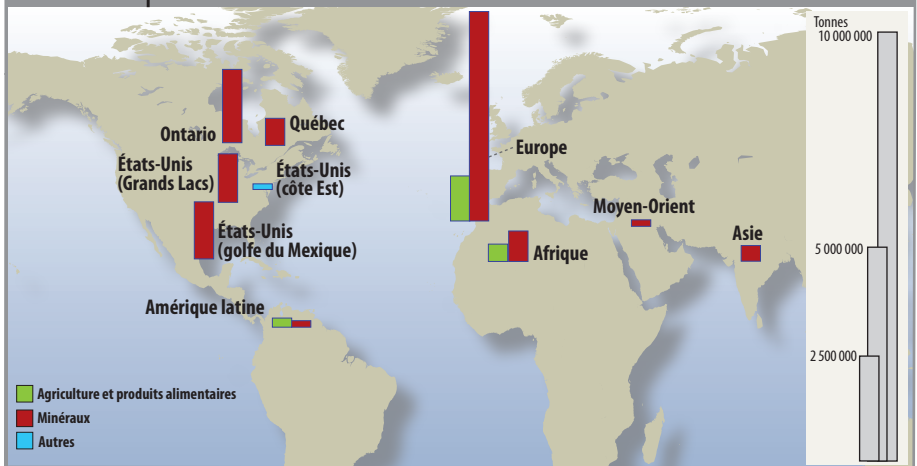 Tonnes
10 000 000
5 000 000
2 500 000
Ontario
Québec
États-Unis
(Grands Lacs)
États-Unis
(côte Est)
États-Unis
(golfe du Mexique)
Amérique latine
Europe
Afrique
Moyen-Orient
Asie
Agriculture et produits alimentaires
Minéraux
Autres